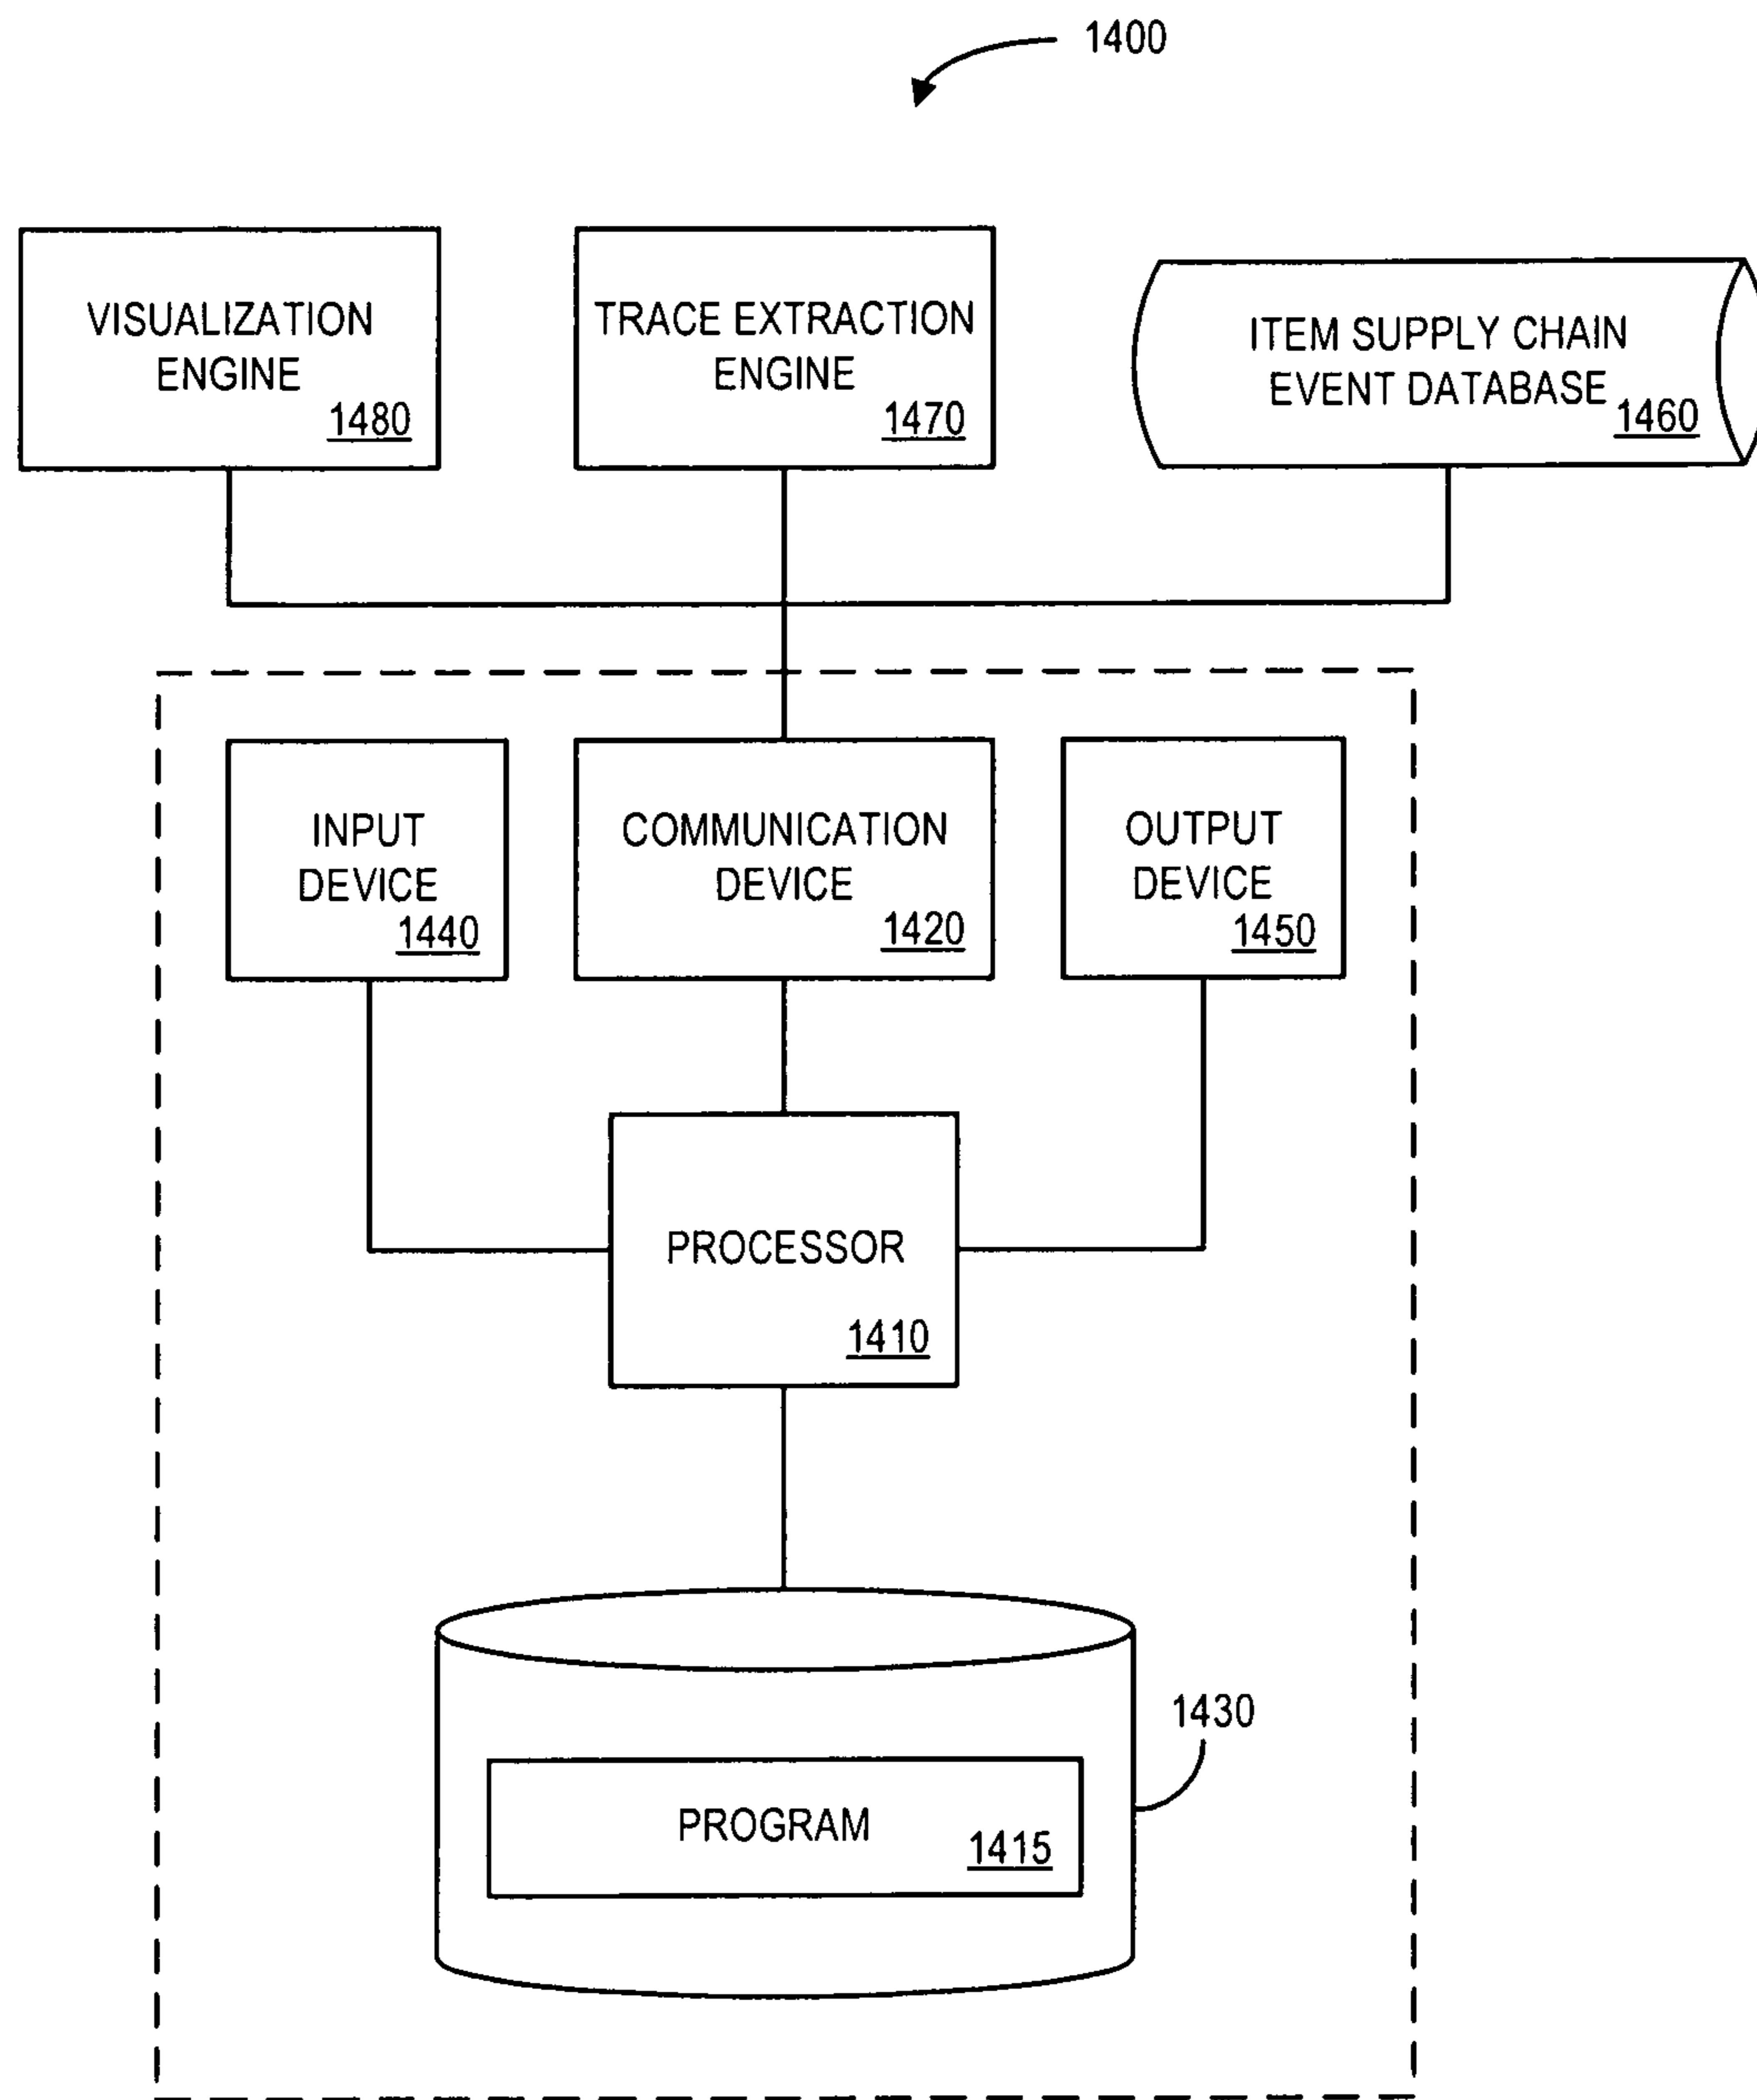 1400
VISUALIZATION
ENGINE
1480
TRACE EXTRACTION
ENGINE
1470
ITEM SUPPLY CHAIN
EVENT DATABASE
1460
INPUT
DEVICE
1440
COMMUNICATION
DEVICE
1420
OUTPUT
DEVICE
1450
PROCESSOR
1410
1430
PROGRAM
1415